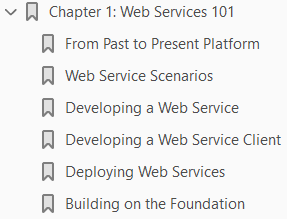 Chapter 1: Web Services 101
From Past to Present Platform
Web Service Scenarios
Developing a Web Service
Developing a Web Service Client
Deploying Web Services
Building on the Foundation